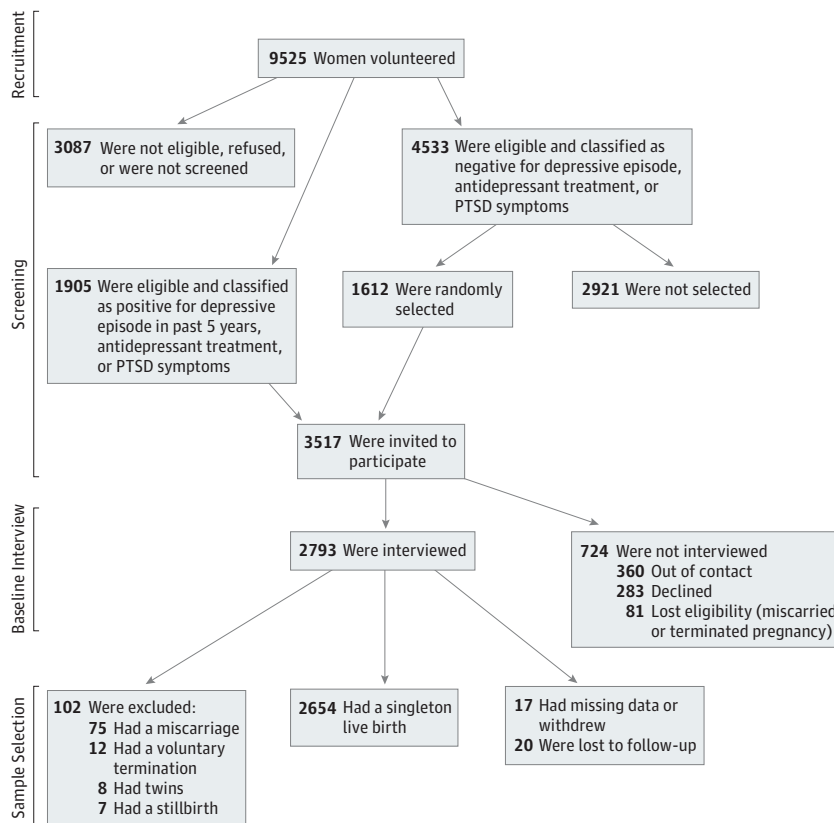 Recruitment
9525 Women volunteered
Screening
3087 Were not eligible, refused,
or were not screened
4533 Were eligible and classified as
negative for depressive episode,
antidepressant treatment, or
PTSD symptoms
1905 Were eligible and classified
as positive for depressive
episode in past 5 years,
antidepressant treatment,
or PTSD symptoms
1612 Were randomly
selected
2921 Were not selected
3517 Were invited to
participate
Baseline Interview
2793 Were interviewed
724 Were not interviewed
360 Out of contact
283 Declined
81 Lost eligibility (miscarried
or terminated pregnancy)
Sample Selection
102 Were excluded:
75 Had a miscarriage
12 Had a voluntary
termination
8 Had twins
7 Had a stillbirth
2654 Had a singleton
live birth
17 Had missing data or
withdrew
20 Were lost to follow-up